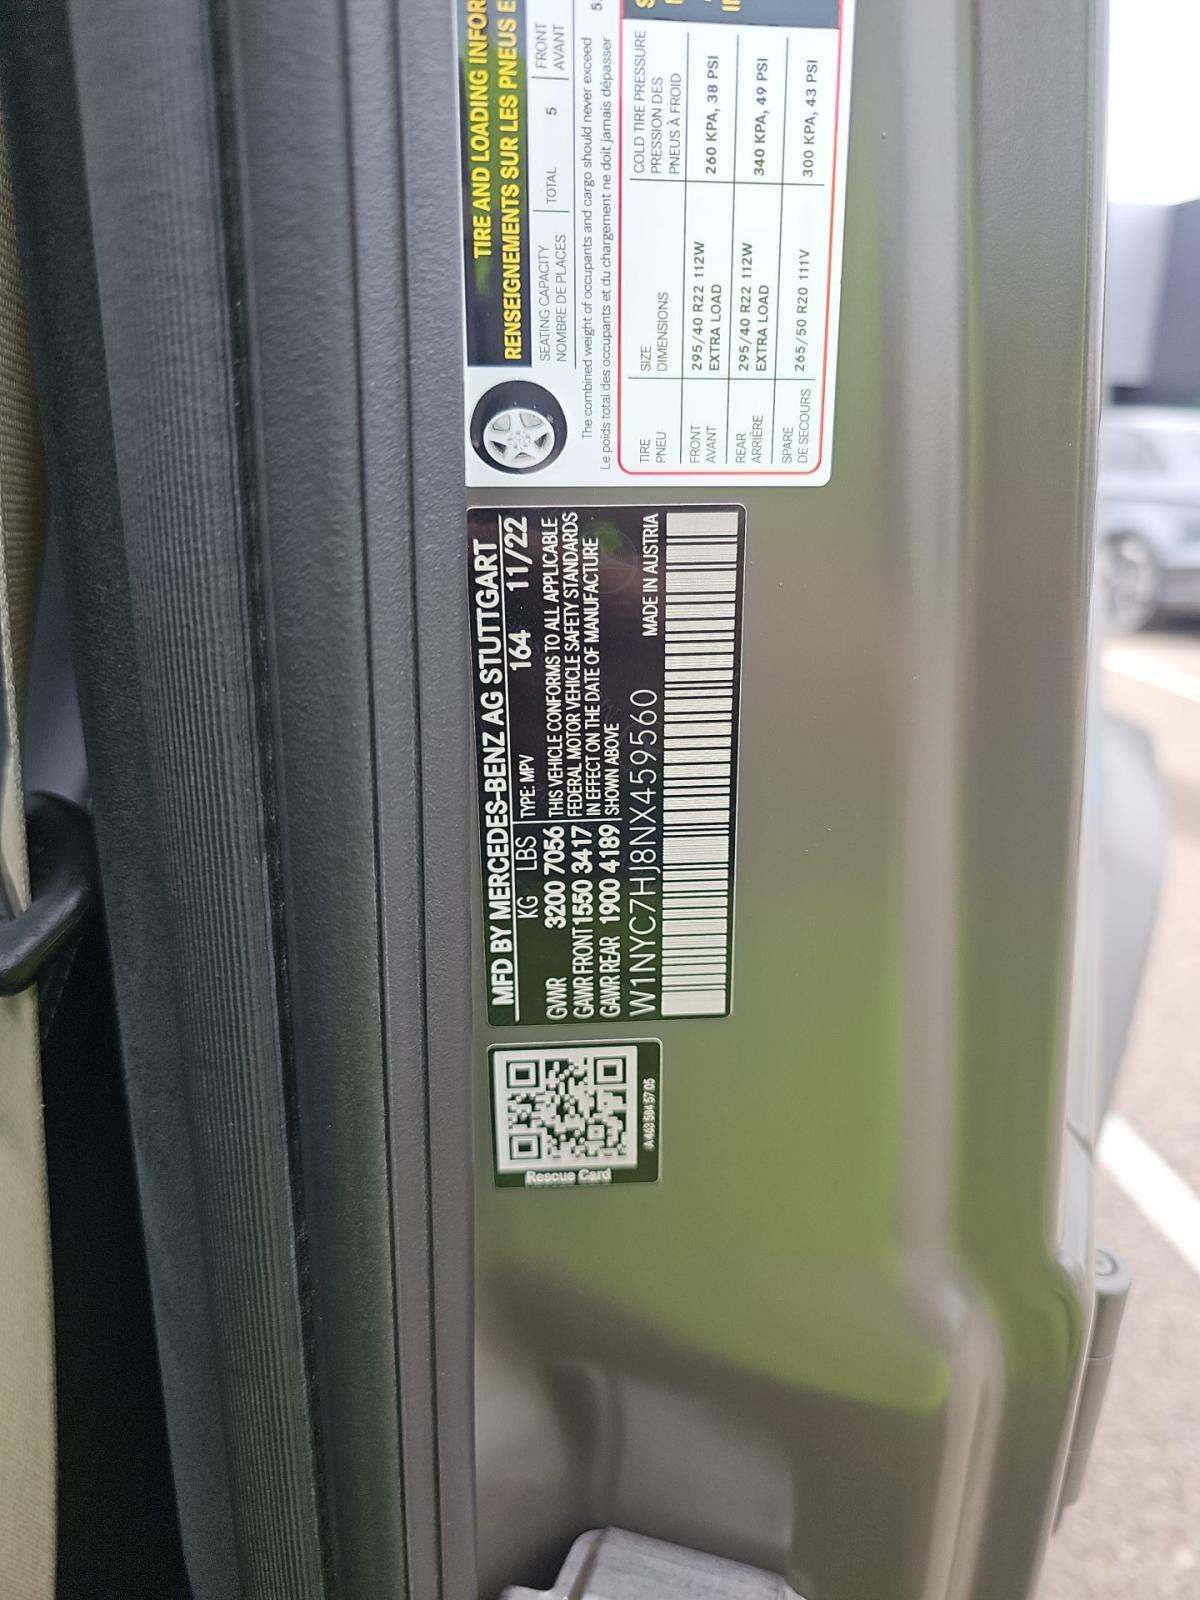 TIRE AND LOADING INFOR
RENSEIGNEMENTS SUR LES PNEUS E
SEATING CAPACITY TOTAL 5 FRONT
NOMBRE DE PLACES AVANT
The combined weight of occupants and cargo should never exceed
Le poids total des occupants et du chargement ne doit jamais dépasser
TIRE SIZE COLD TIRE PRESSURE
PNEU DIMENSIONS PRESSION DES
PNEUS À FROID
FRONT 295/40 R22 112W 260 KPA, 38 PSI
AVANT EXTRA LOAD
REAR 295/40 R22 112W 340 KPA, 49 PSI
ARRIÈRE EXTRA LOAD
SPARE 265/50 R20 111V 300 KPA, 43 PSI
DE SECOURS
MFD BY MERCEDES-BENZ AG STUTTGART
KG LBS TYPE: MPV 164 11/22
GVWR 3200 7056 THIS VEHICLE CONFORMS TO ALL APPLICABLE
GAWR FRONT 1550 3417 FEDERAL MOTOR VEHICLE SAFETY STANDARDS
GAWR REAR 1900 4189 IN EFFECT ON THE DATE OF MANUFACTURE
SHOWN ABOVE
W1NYC7HJ8NX459560 MADE IN AUSTRIA
Rescue Card
A 463 584 57 05